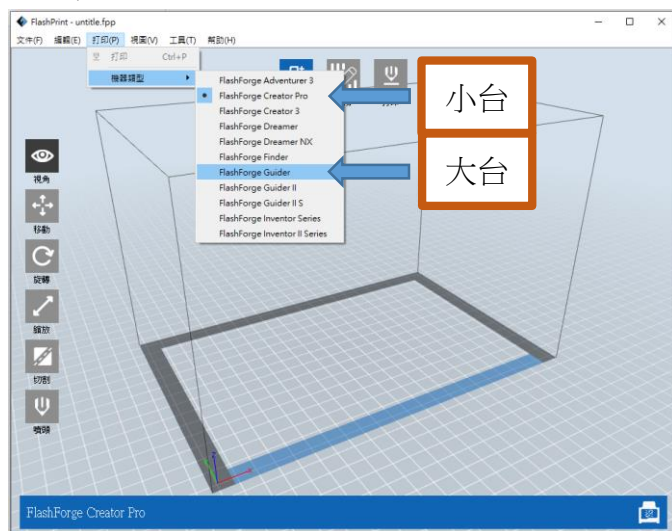 FlashPrint - untitle.fpp
文件(F) 編輯(E) 打印(P) 視圖(V) 工具(T) 幫助(H)
打印 Ctrl+P
機器類型
FlashForge Adventurer 3
FlashForge Creator Pro
FlashForge Creator 3
FlashForge Dreamer
FlashForge Dreamer NX
FlashForge Finder
FlashForge Guider
FlashForge Guider II
FlashForge Guider II S
FlashForge Inventor Series
FlashForge Inventor II Series
小台
大台
視角
移動
旋轉
縮放
切割
噴頭
FlashForge Creator Pro